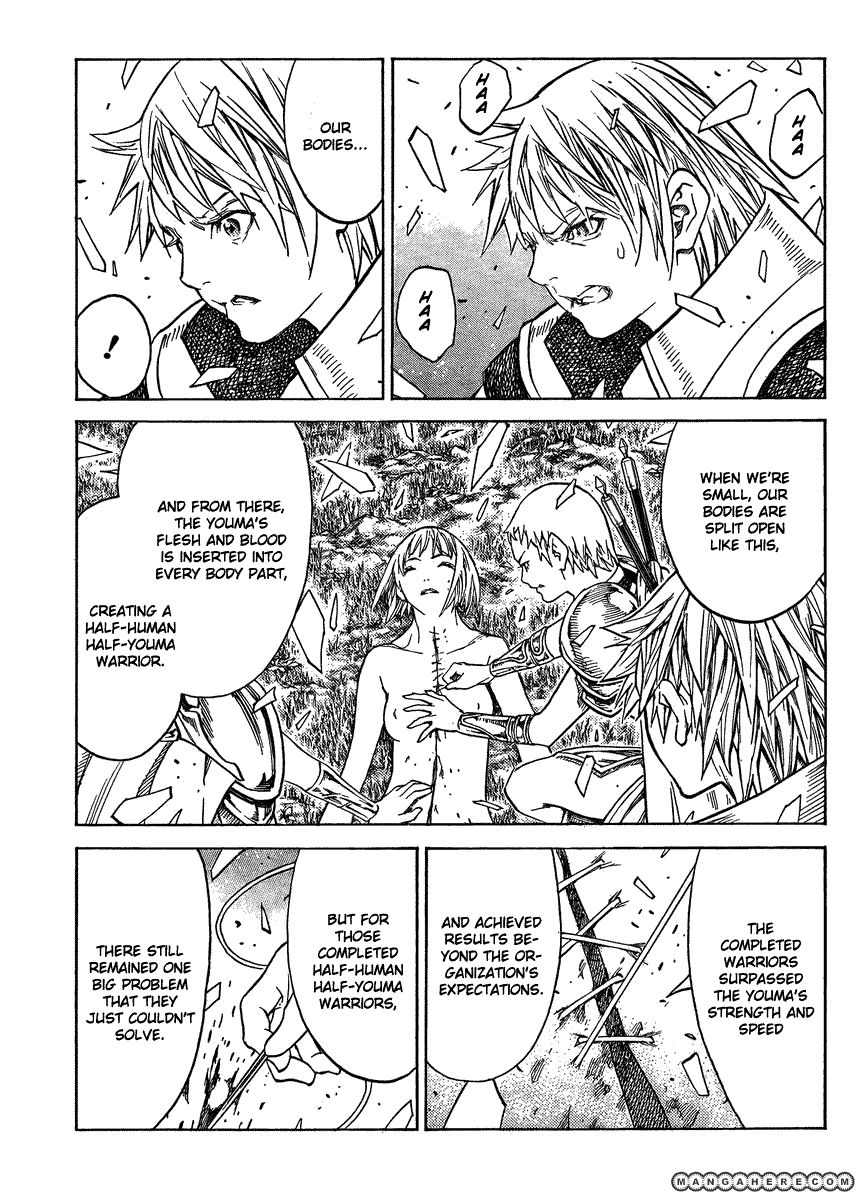 HAA
HAA
HAA
OUR
BODIES...
!
WHEN WE'RE
SMALL, OUR
BODIES ARE
SPLIT OPEN
LIKE THIS,
AND FROM THERE,
THE YOUMA'S
FLESH AND BLOOD
IS INSERTED INTO
EVERY BODY PART,
CREATING A
HALF-HUMAN
HALF-YOUMA
WARRIOR.
THE
COMPLETED
WARRIORS
SURPASSED
THE YOUMA'S
STRENGTH AND
SPEED
AND ACHIEVED
RESULTS BE-
YOND THE OR-
GANIZATION'S
EXPECTATIONS.
BUT FOR
THOSE
COMPLETED
HALF-HUMAN
HALF-YOUMA
WARRIORS,
THERE STILL
REMAINED ONE
BIG PROBLEM
THAT THEY
JUST COULDN'T
SOLVE.
MANGAHERE.COM